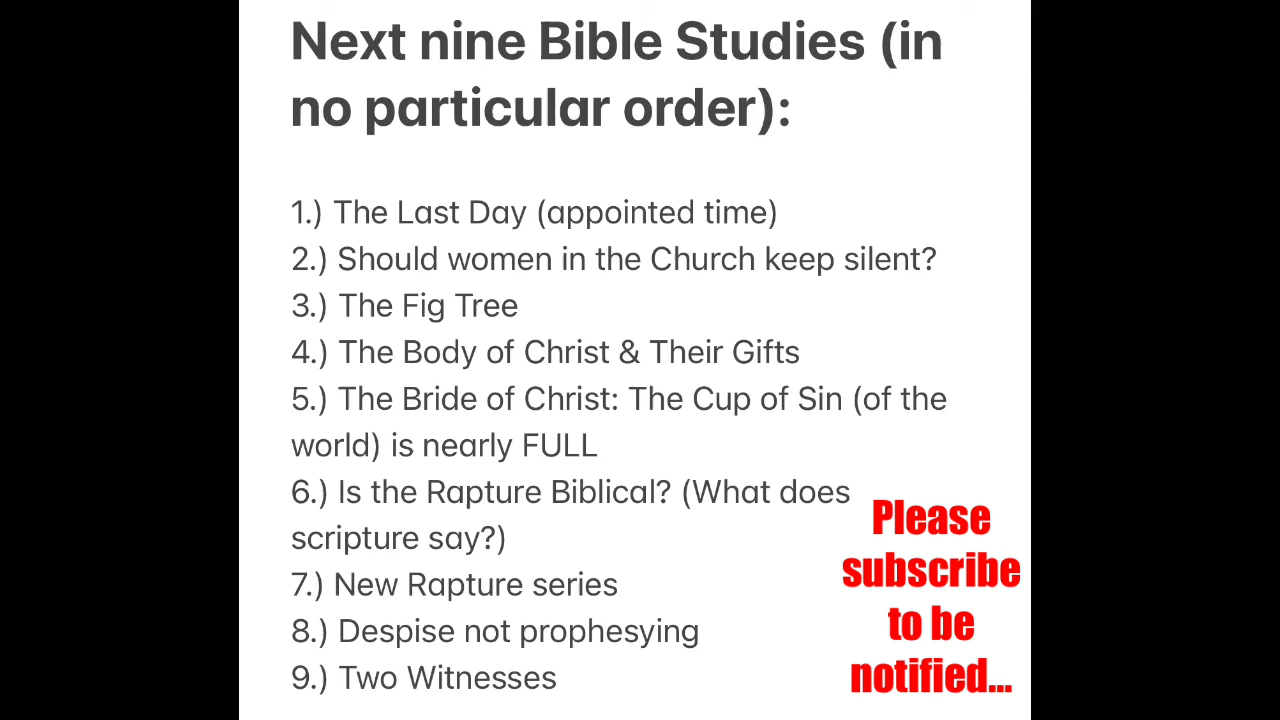 Next nine Bible Studies (in
no particular order):
1.) The Last Day (appointed time)
2.) Should women in the Church keep silent?
3.) The Fig Tree
4.) The Body of Christ & Their Gifts
5.) The Bride of Christ: The Cup of Sin (of the
world) is nearly FULL
6.) Is the Rapture Biblical? (What does
scripture say?)
7.) New Rapture series
8.) Despise not prophesying
9.) Two Witnesses
Please
subscribe
to be
notified...